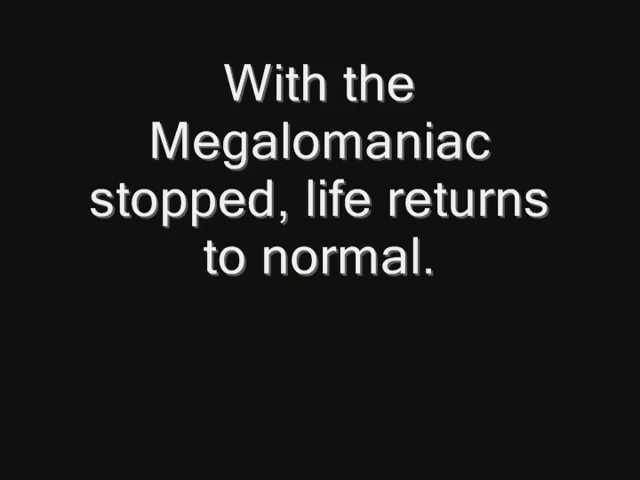 With the
Megalomaniac
stopped, life returns
to normal.